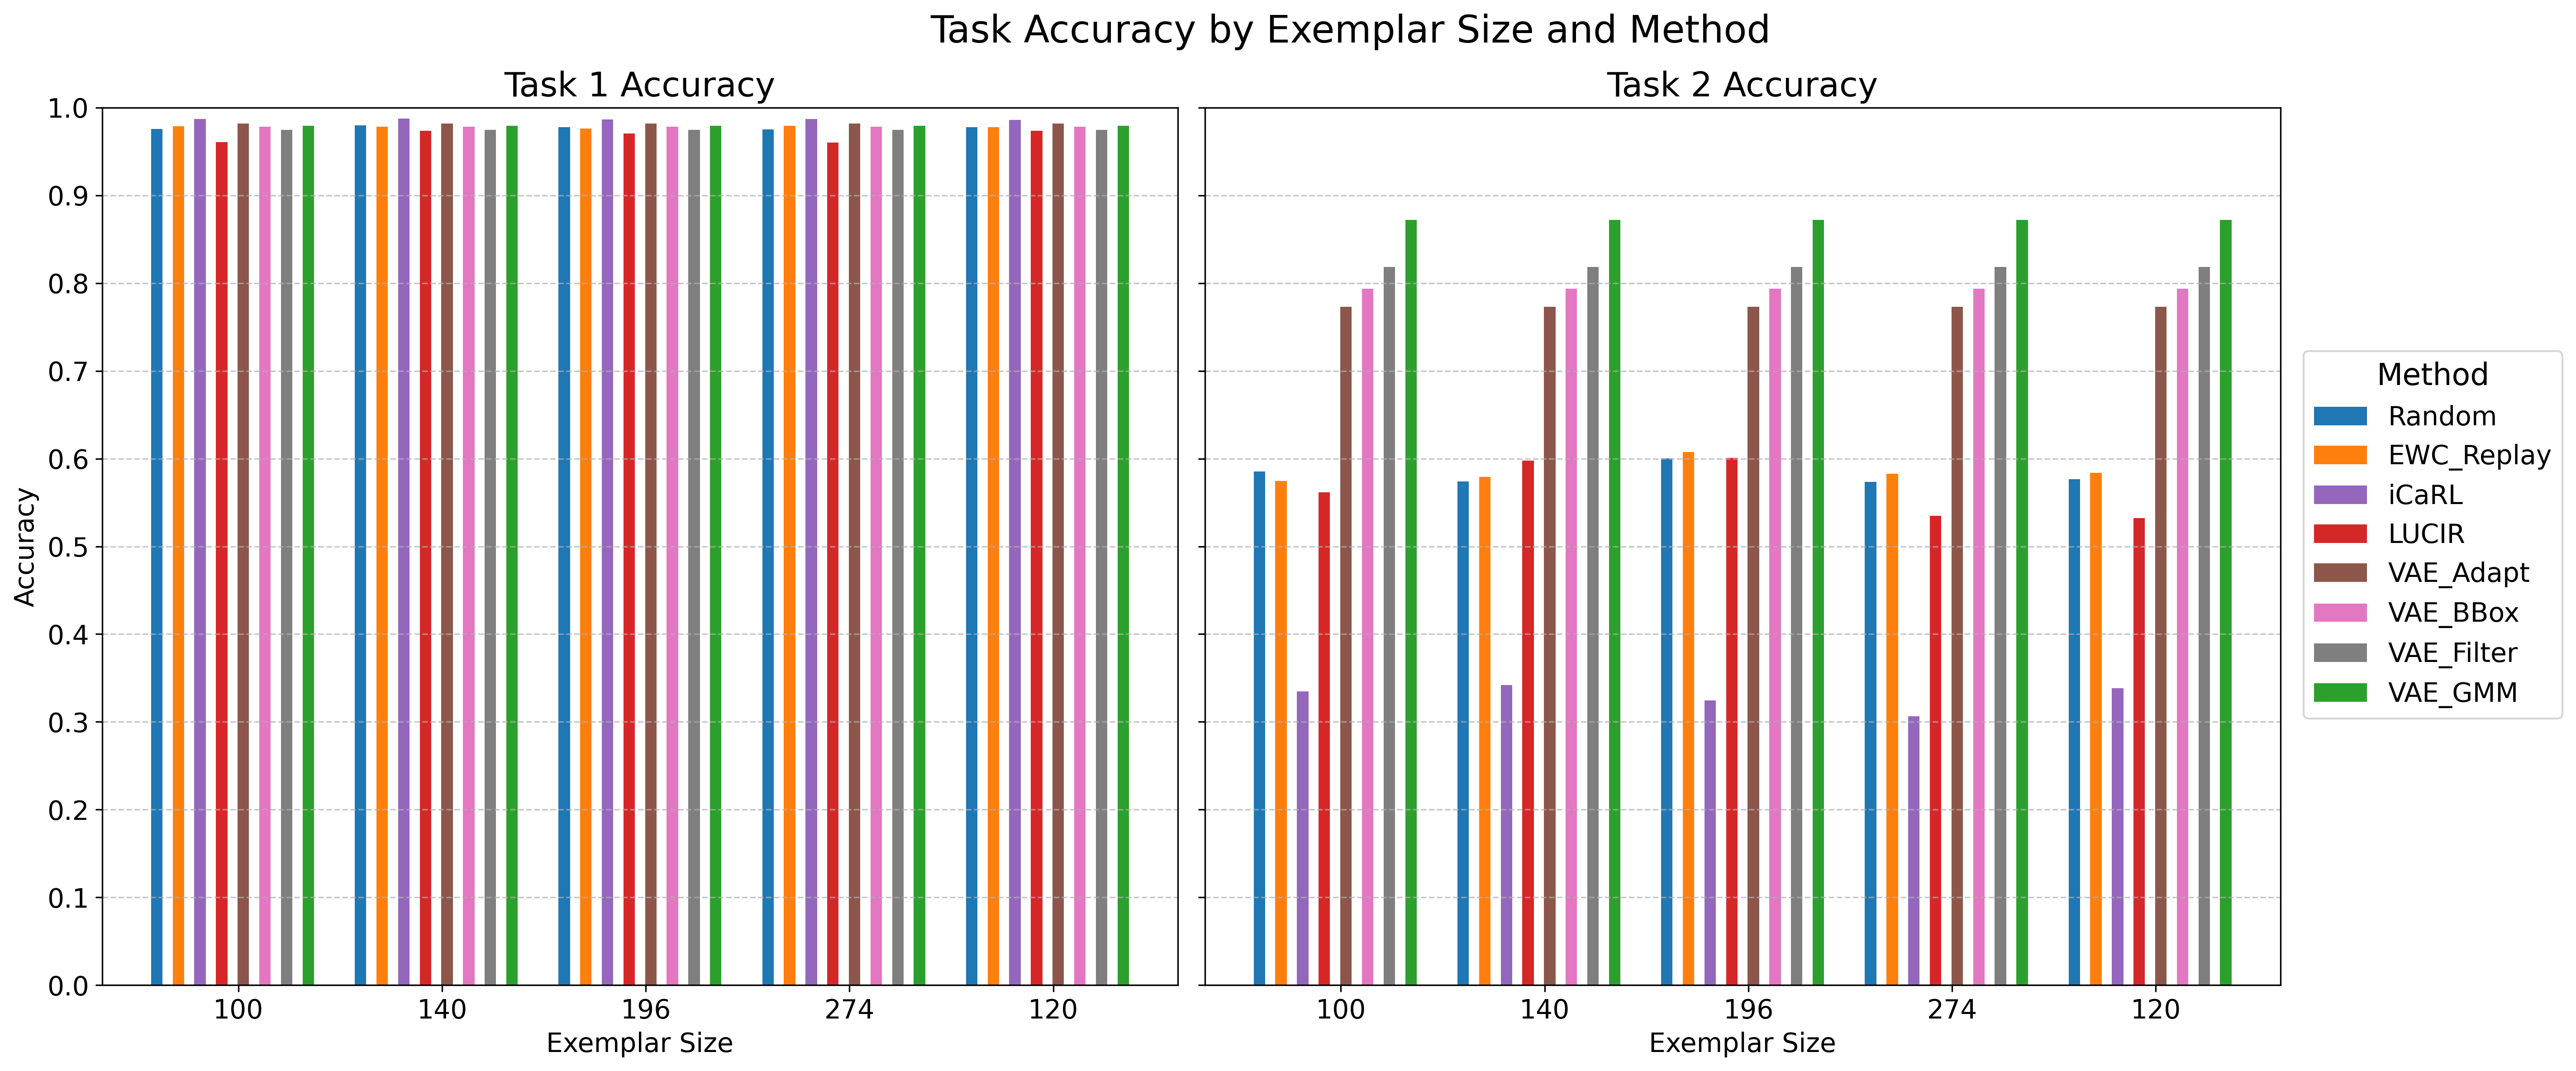 Task Accuracy by Exemplar Size and Method
Task 1 Accuracy
Task 2 Accuracy
Accuracy
1.0
0.9
0.8
0.7
0.6
0.5
0.4
0.3
0.2
0.1
0.0
100 140 196 274 120
Exemplar Size
100 140 196 274 120
Exemplar Size
Method
Random
EWC_Replay
iCaRL
LUCIR
VAE_Adapt
VAE_BBox
VAE_Filter
VAE_GMM